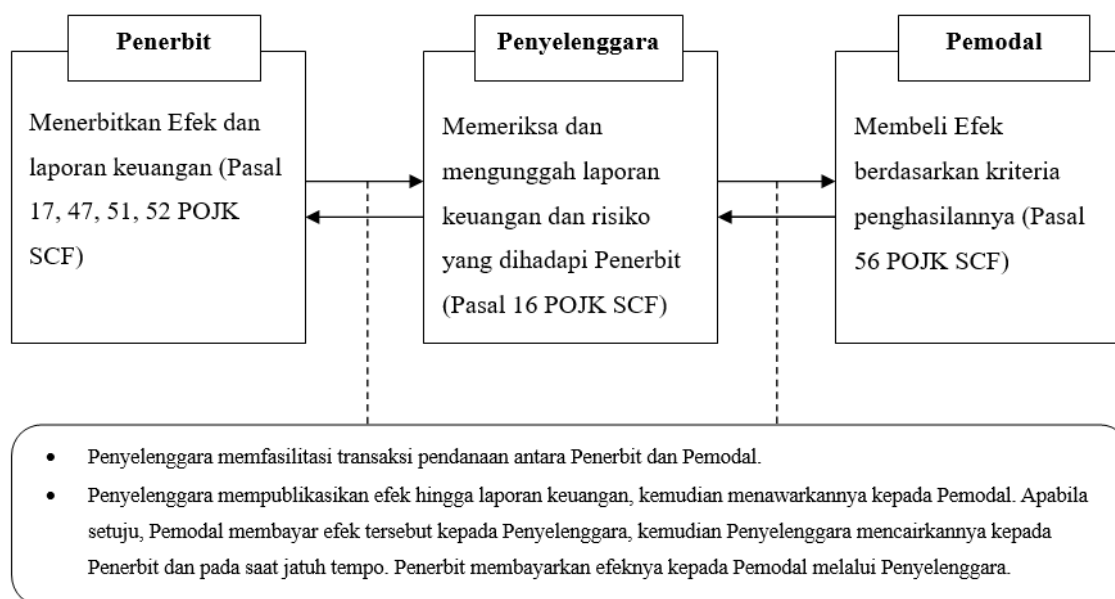 Penerbit
Menerbitkan Efek dan
laporan keuangan (Pasal
17, 47, 51, 52 POJK
SCF)
Penyelenggara
Memeriksa dan
mengunggah laporan
keuangan dan risiko
yang dihadapi Penerbit
(Pasal 16 POJK SCF)
Pemodal
Membeli Efek
berdasarkan kriteria
penghasilannya (Pasal
56 POJK SCF)
• Penyelenggara memfasilitasi transaksi pendanaan antara Penerbit dan Pemodal.
• Penyelenggara mempublikasikan efek hingga laporan keuangan, kemudian menawarkannya kepada Pemodal. Apabila
setuju, Pemodal membayar efek tersebut kepada Penyelenggara, kemudian Penyelenggara mencairkannya kepada
Penerbit dan pada saat jatuh tempo. Penerbit membayarkan efeknya kepada Pemodal melalui Penyelenggara.